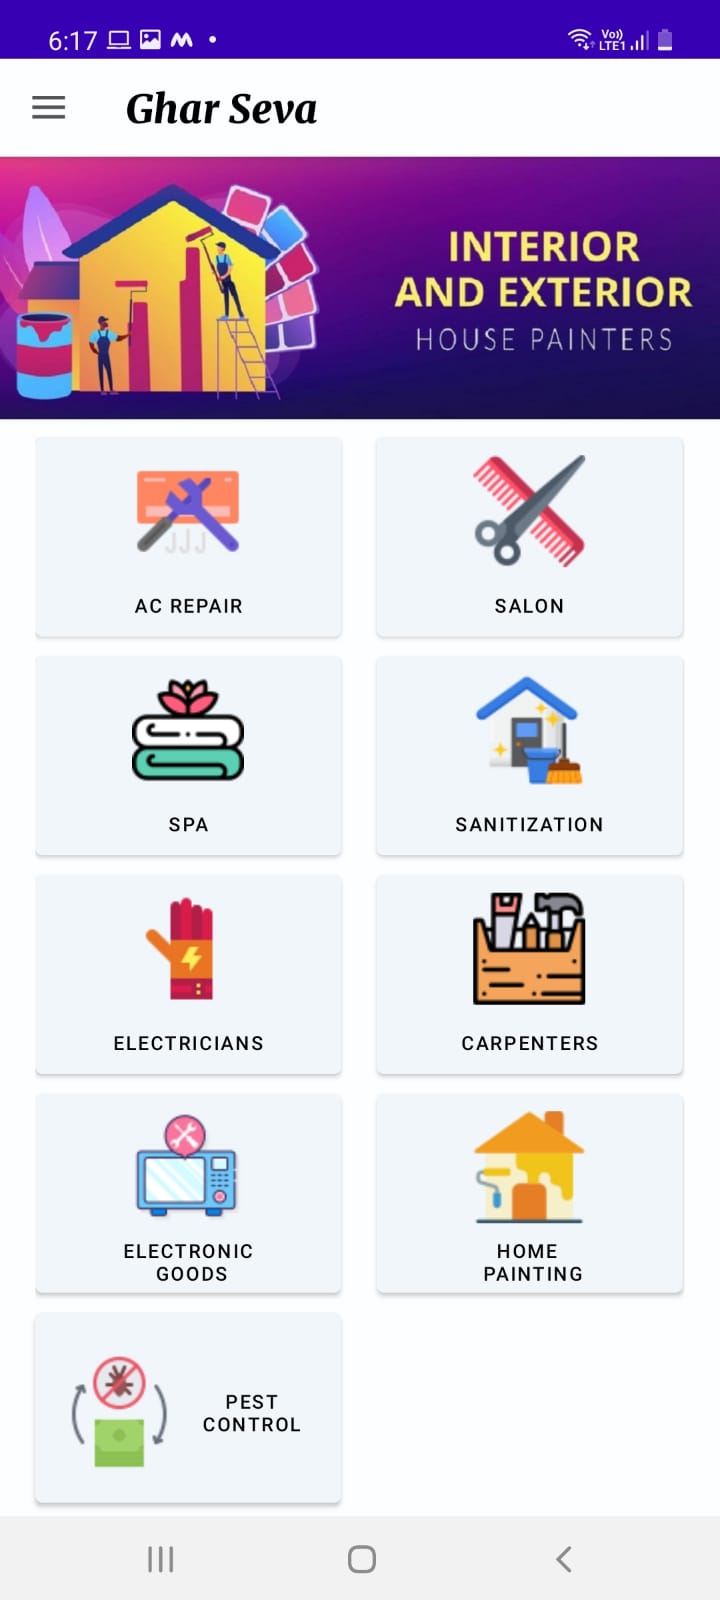 6:17
Vo)) LTE1
Ghar Seva
INTERIOR
AND EXTERIOR
HOUSE PAINTERS
AC REPAIR
SALON
SPA
SANITIZATION
ELECTRICIANS
CARPENTERS
ELECTRONIC
GOODS
HOME
PAINTING
PEST
CONTROL